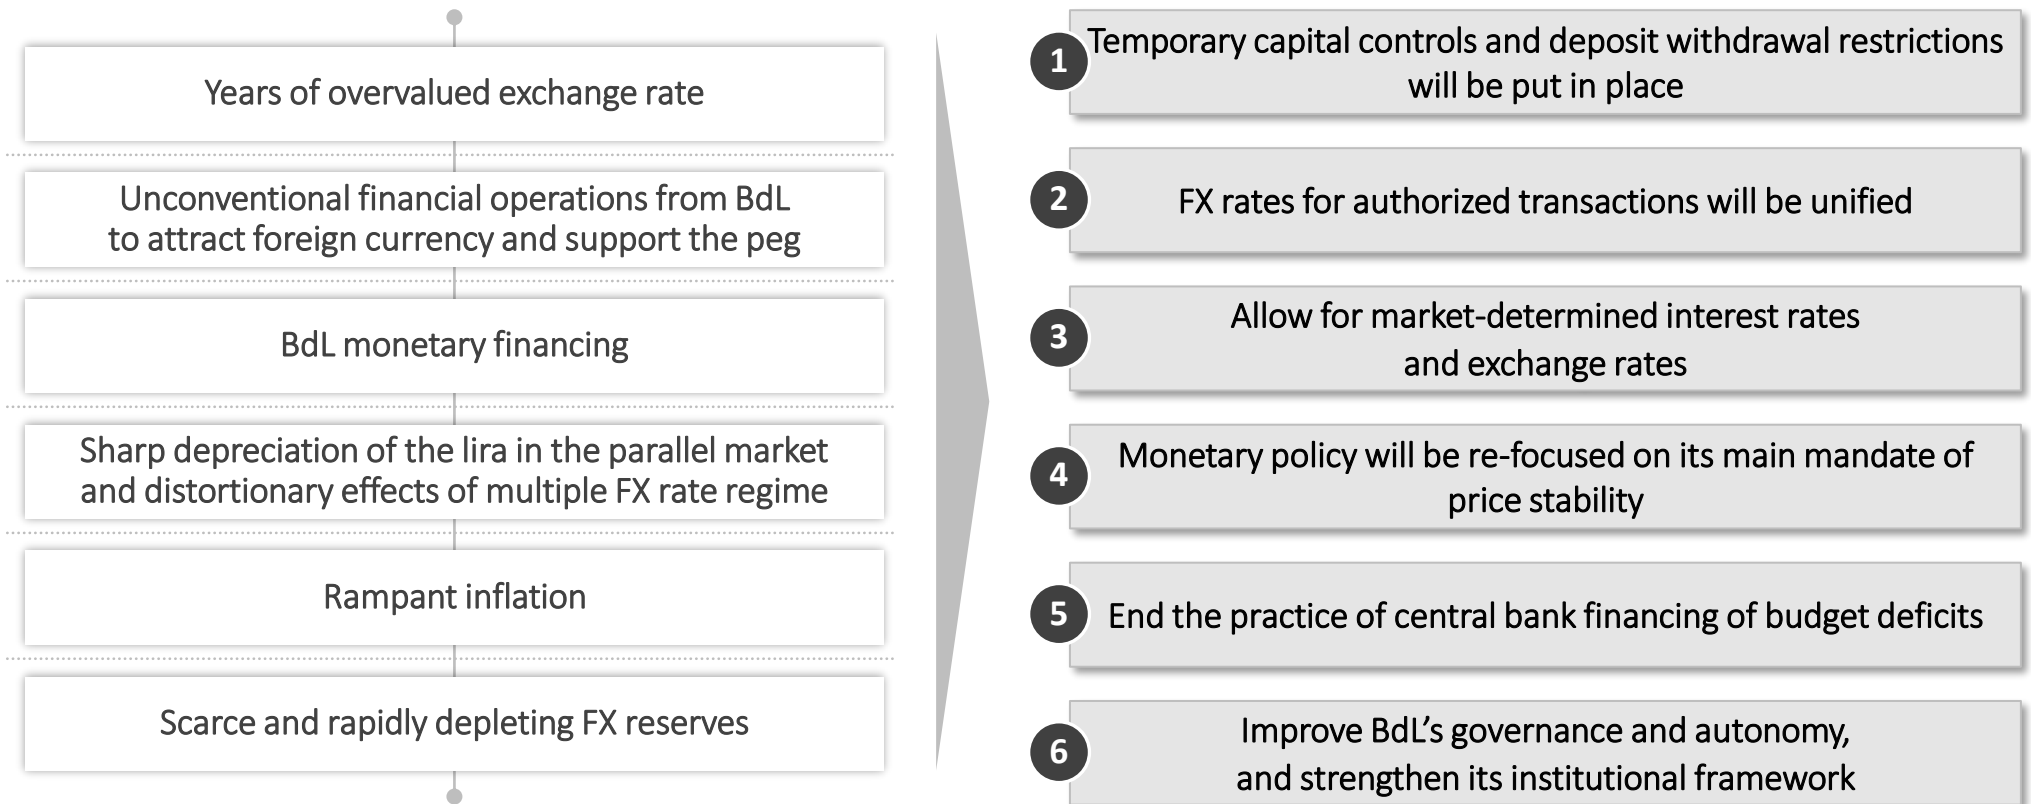 Years of overvalued exchange rate
Unconventional financial operations from BdL
to attract foreign currency and support the peg
BdL monetary financing
Sharp depreciation of the lira in the parallel market
and distortionary effects of multiple FX rate regime
Rampant inflation
Scarce and rapidly depleting FX reserves
1
Temporary capital controls and deposit withdrawal restrictions
will be put in place
2
FX rates for authorized transactions will be unified
3
Allow for market-determined interest rates
and exchange rates
4
Monetary policy will be re-focused on its main mandate of
price stability
5
End the practice of central bank financing of budget deficits
6
Improve BdL’s governance and autonomy,
and strengthen its institutional framework